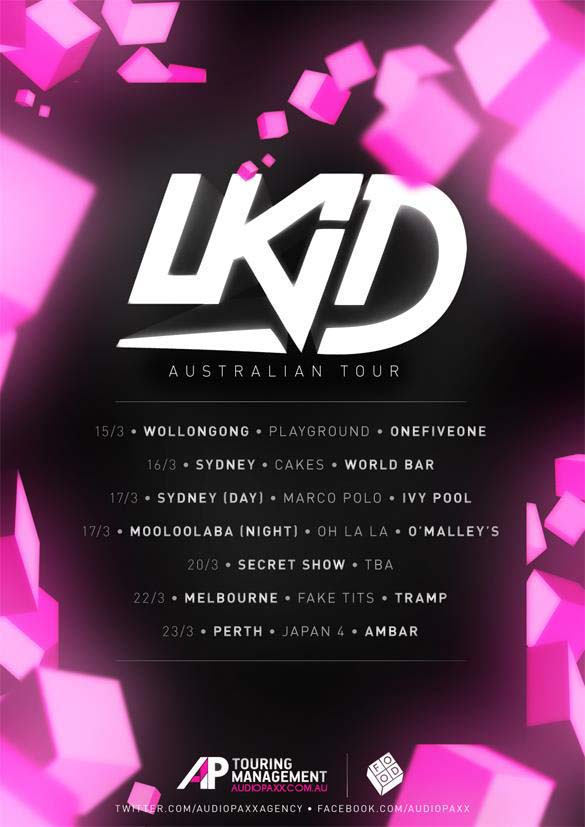 LKiD
AUSTRALIAN TOUR
15/3 • WOLLONGONG • PLAYGROUND • ONEFIVEONE
16/3 • SYDNEY • CAKES • WORLD BAR
17/3 • SYDNEY (DAY) • MARCO POLO • IVY POOL
17/3 • MOOLOOLABA (NIGHT) • OH LA LA • O'MALLEY'S
20/3 • SECRET SHOW • TBA
22/3 • MELBOURNE • FAKE TITS • TRAMP
23/3 • PERTH • JAPAN 4 • AMBAR
AP TOURING
MANAGEMENT
AUDIOPAXX.COM.AU
FOOD
TWITTER.COM/AUDIOPAXXAGENCY • FACEBOOK.COM/AUDIOPAXX